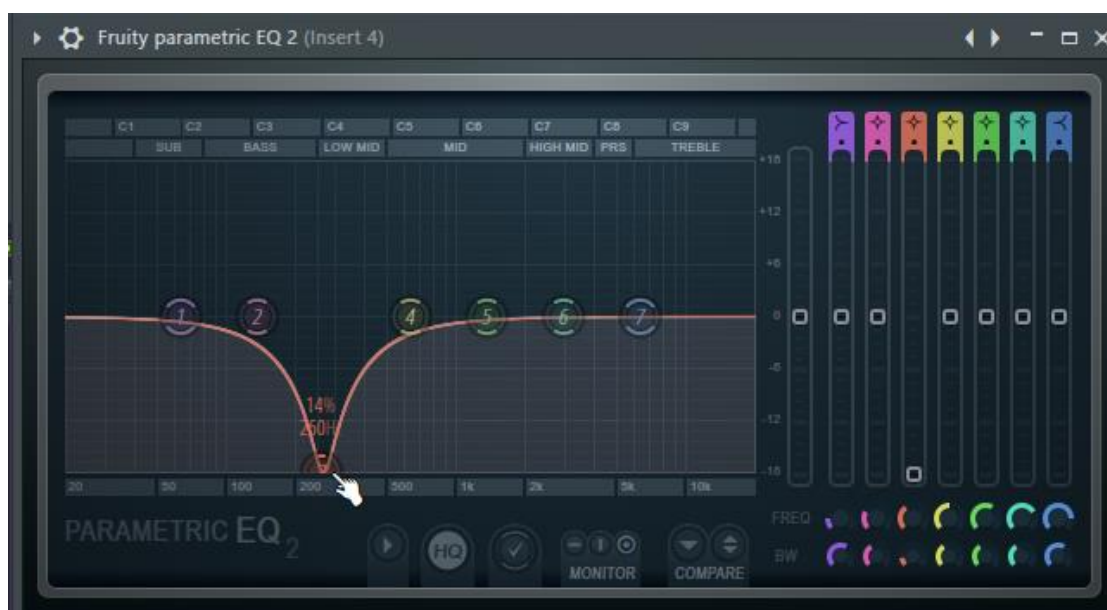 Fruity parametric EQ 2 (Insert 4)
C1 C2 C3 C4 C5 C6 C7 C8 C9
SUB BASS LOW MID MID HIGH MID PRS TREBLE
+18
+12
+6
0
-6
-12
-18
1 2 4 5 6 7
14%
260H
20 50 100 200 500 1k 2k 5k 10k
PARAMETRIC EQ 2
HQ
MONITOR
COMPARE
FREQ
BW